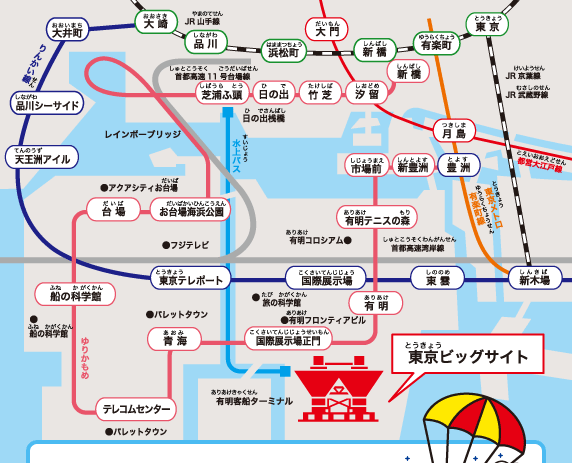 おおいまち
大井町
おおさき
大崎
やまのてせん
JR 山手線
しながわ
品川
はままつちょう
浜松町
だいもん
大門
しんばし
新橋
ゆうらくちょう
有楽町
とうきょう
東京
しんばし
新橋
りんかい線
せん
しゅとこうそく　こうだいばせん
首都高速 11 号台場線
しばうら　とう
芝浦ふ頭
ひ　で
日の出
たけしば
竹芝
しおどめ
汐留
けいようせん
JR 京葉線
むさしのせん
JR 武蔵野線
しながわ
品川シーサイド
ひ　でさんばし
日の出桟橋
レインボーブリッジ
すいじょう
水上バス
つきしま
月島
てんのうず
天王洲アイル
しじょうまえ
市場前
しんとよす
新豊洲
とよす
豊洲
とえいおおえどせん
都営大江戸線
だいば
●アクアシティお台場
だいば
台場
だいばかいひんこうえん
お台場海浜公園
ありあけ　もり
有明テニスの森
とうきょう
東京メトロ
ゆうらくちょうせん
有楽町線
●フジテレビ
ありあけ
有明コロシアム●
しゅとこうそくわんがんせん
首都高速湾岸線
とうきょう
東京テレポート
こくさいてんじょう
国際展示場
しののめ
東雲
しんきば
新木場
ふね　かがくかん
船の科学館
たび　かがくかん
●旅の科学館
ありあけ
有明
●
ふね　かがくかん
船の科学館
●パレットタウン
ありあけ
●有明フロンティアビル
あおみ
青海
こくさいてんじじょうせいもん
国際展示場正門
ゆりかもめ
とうきょう
東京ビッグサイト
ありあけきゃくせん
有明客船ターミナル
テレコムセンター
●パレットタウン